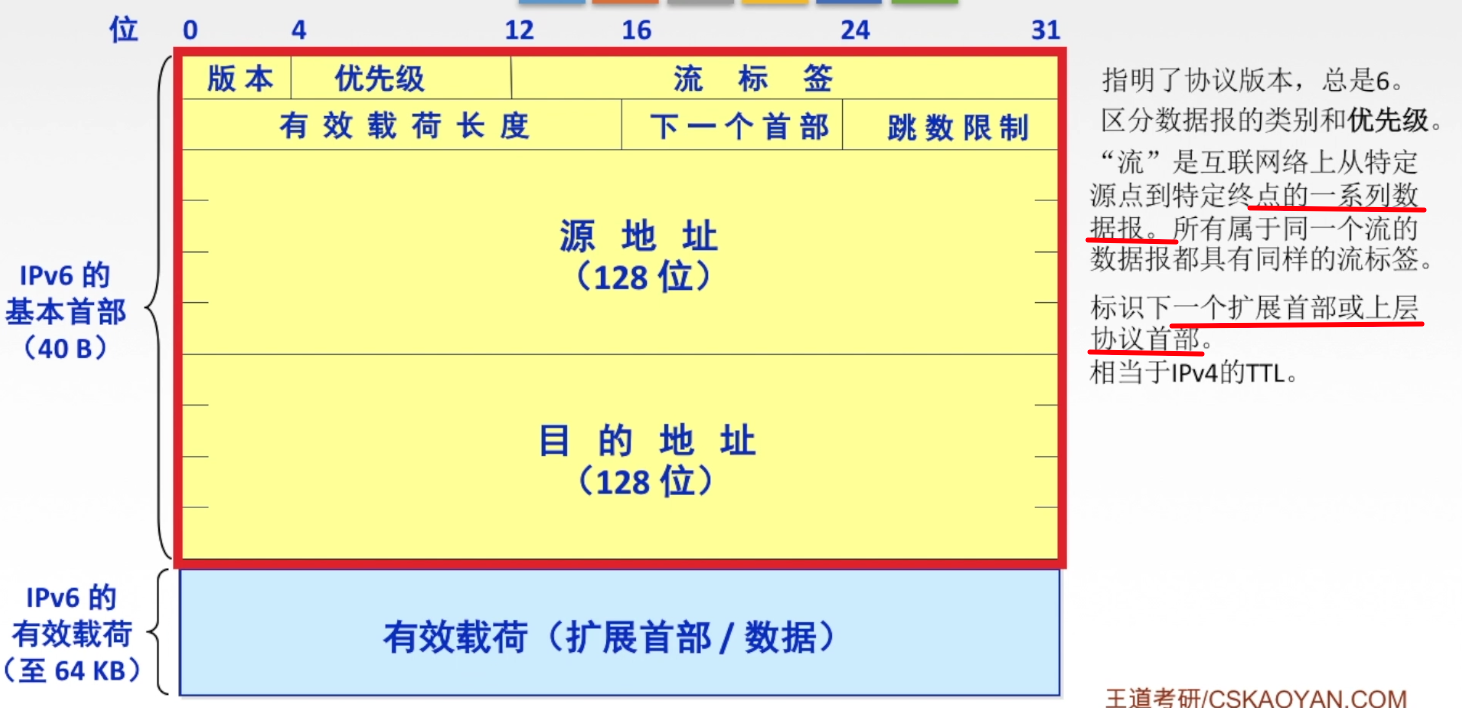 位 0 4 12 16 24 31
版本 优先级 流标签
有效载荷长度 下一个首部 跳数限制
源地址
（128 位）
目的地址
（128 位）
IPv6 的
基本首部
（40 B）
IPv6 的
有效载荷
（至 64 KB）
有效载荷（扩展首部 / 数据）
指明了协议版本，总是6。
区分数据报的类别和优先级。
“流”是互联网络上从特定
源点到特定终点的一系列数
据报。所有属于同一个流的
数据报都具有同样的流标签。
标识下一个扩展首部或上层
协议首部。
相当于IPv4的TTL。
王道考研/CSKAOYAN.COM